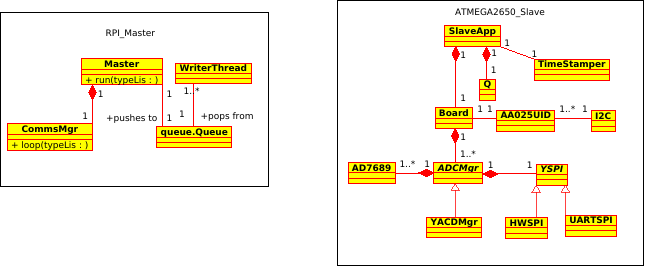 RPI_Master
Master
+ run(typeLis : )
WriterThread
1
1
1..*
1
+pushes to
1
1
+pops from
CommsMgr
+ loop(typeLis : )
queue.Queue
ATMEGA2650_Slave
SlaveApp
1
1
1
1
TimeStamper
1
Q
1
Board
1
1
AA025UID
1..*
1
I2C
1
1..*
AD7689
1..*
1
ADCMgr
1
1
YSPI
YACDMgr
HWSPI
UARTSPI